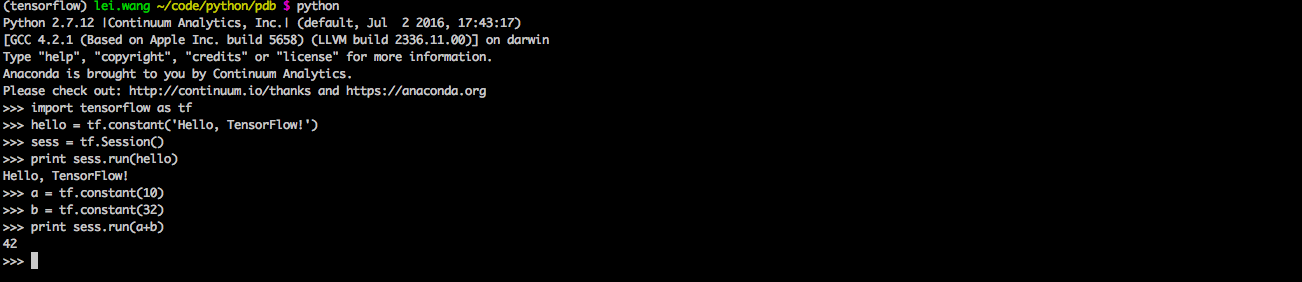 (tensorflow) lei.wang ~/code/python/pdb $ python
Python 2.7.12 |Continuum Analytics, Inc.| (default, Jul  2 2016, 17:43:17)
[GCC 4.2.1 (Based on Apple Inc. build 5658) (LLVM build 2336.11.00)] on darwin
Type "help", "copyright", "credits" or "license" for more information.
Anaconda is brought to you by Continuum Analytics.
Please check out: http://continuum.io/thanks and https://anaconda.org
>>> import tensorflow as tf
>>> hello = tf.constant('Hello, TensorFlow!')
>>> sess = tf.Session()
>>> print sess.run(hello)
Hello, TensorFlow!
>>> a = tf.constant(10)
>>> b = tf.constant(32)
>>> print sess.run(a+b)
42
>>>